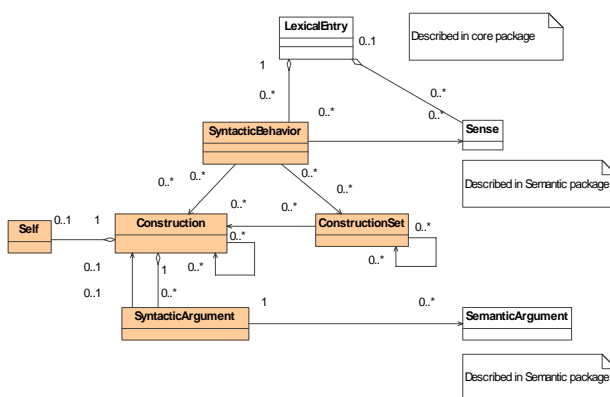 LexicalEntry
0..1
Described in core package
1
0..*
0..*
0..*
0..*
SyntacticBehavior
Sense
0..*
0..*
0..*
0..*
Described in Semantic package
0..*
0..*
0..1
1
Construction
ConstructionSet
0..*
Self
0..*
0..*
0..*
0..1
1
0..1
0..*
SyntacticArgument
1
0..*
SemanticArgument
Described in Semantic package